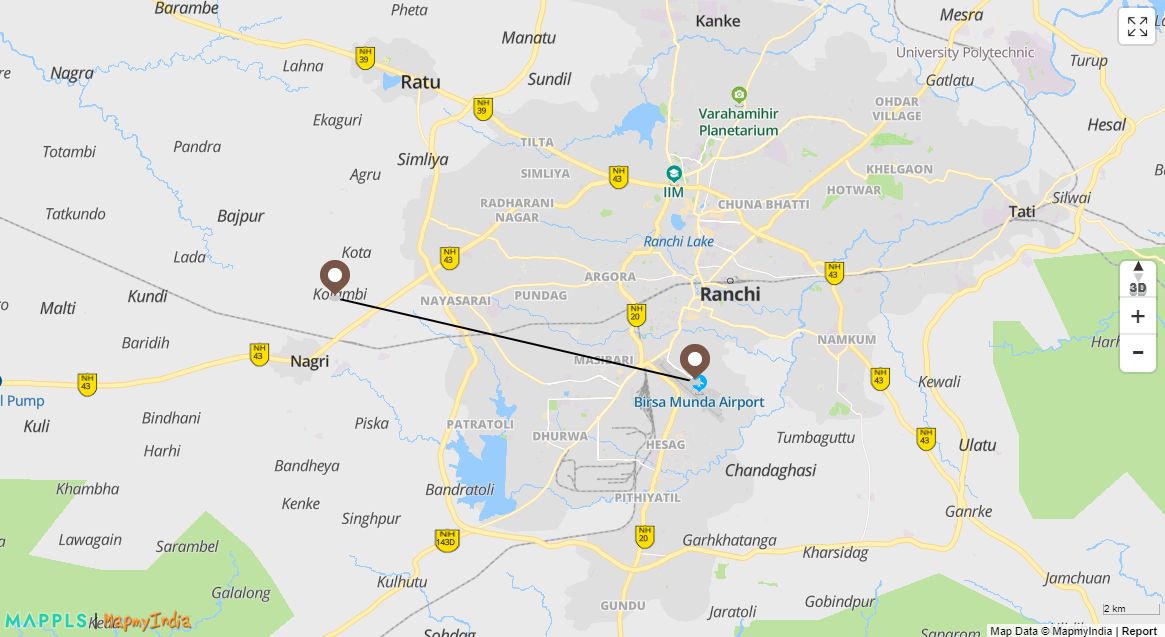 Barambe
Pheta
Kanke
Mesra
Manatu
NH
39
University Polytechnic
Lahna
Turup
Nagra
Ratu
Sundil
Gatlatu
NH
39
Varahamihir
Planetarium
OHDAR
VILLAGE
Ekaguri
Hesal
TILTA
Totambi
Pandra
Simliya
Agru
SIMLIYA
NH
43
IIM
KHELGAON
HOTWAR
Silwai
RADHARANI
NAGAR
CHUNA BHATTI
Tatkundo
Bajpur
Tati
Ranchi Lake
Kota
Lada
NH
43
ARGORA
NH
43
3D
Kundi
PUNDAG
NAYASARAI
Ranchi
Malti
NH
20
Baridih
NAMKUM
NH
43
Nagri
MASIBARI
NH
43
NH
43
Kewali
l Pump
Birsa Munda Airport
Bindhani
Kuli
Piska
PATRATOLI
DHURWA
HESAG
Tumbaguttu
NH
43
Ulatu
Harhi
Bandheya
Chandaghasi
Khambha
Bandratoli
Kenke
PITHIYATIL
Singhpur
Ganrke
Lawagain
Sarambel
NH
143D
NH
20
Garhkhatanga
Kharsidag
Kulhutu
Jamchuan
Galalong
GUNDU
Gobindpur
Jaratoli
2 km
MAPPLS | MapmyIndia
Map Data © MapmyIndia | Report